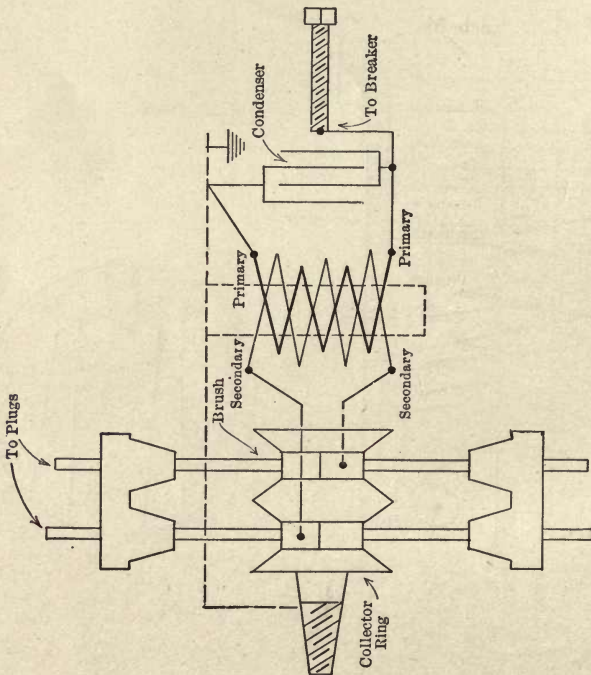 To Plugs
Brush
Secondary
Primary
Condenser
To Breaker
Primary
Secondary
Collector
Ring